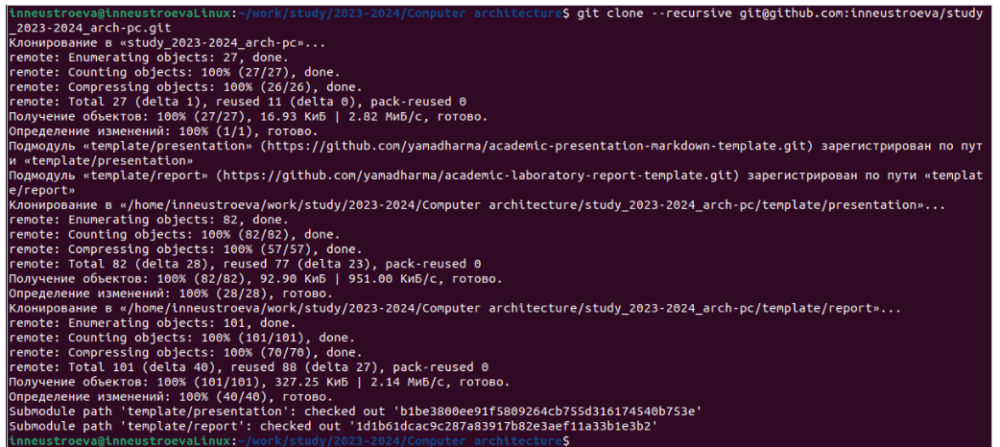 inneustroeva@inneustroevaLinux:~/work/study/2023-2024/Computer architecture$ git clone --recursive git@github.com:inneustroeva/study
_2023-2024_arch-pc.git
Клонирование в «study_2023-2024_arch-pc»...
remote: Enumerating objects: 27, done.
remote: Counting objects: 100% (27/27), done.
remote: Compressing objects: 100% (26/26), done.
remote: Total 27 (delta 1), reused 11 (delta 0), pack-reused 0
Получение объектов: 100% (27/27), 16.93 КиБ | 2.82 МиБ/с, готово.
Определение изменений: 100% (1/1), готово.
Подмодуль «template/presentation» (https://github.com/yamadharma/academic-presentation-markdown-template.git) зарегистрирован по пут
и «template/presentation»
Подмодуль «template/report» (https://github.com/yamadharma/academic-laboratory-report-template.git) зарегистрирован по пути «templat
e/report»
Клонирование в «/home/inneustroeva/work/study/2023-2024/Computer architecture/study_2023-2024_arch-pc/template/presentation»...
remote: Enumerating objects: 82, done.
remote: Counting objects: 100% (82/82), done.
remote: Compressing objects: 100% (57/57), done.
remote: Total 82 (delta 28), reused 77 (delta 23), pack-reused 0
Получение объектов: 100% (82/82), 92.90 КиБ | 951.00 КиБ/с, готово.
Определение изменений: 100% (28/28), готово.
Клонирование в «/home/inneustroeva/work/study/2023-2024/Computer architecture/study_2023-2024_arch-pc/template/report»...
remote: Enumerating objects: 101, done.
remote: Counting objects: 100% (101/101), done.
remote: Compressing objects: 100% (70/70), done.
remote: Total 101 (delta 40), reused 88 (delta 27), pack-reused 0
Получение объектов: 100% (101/101), 327.25 КиБ | 2.14 МиБ/с, готово.
Определение изменений: 100% (40/40), готово.
Submodule path 'template/presentation': checked out 'b1be3800ee91f5809264cb755d316174540b753e'
Submodule path 'template/report': checked out '1d1b61dcac9c287a83917b82e3aef11a33b1e3b2'
inneustroeva@inneustroevaLinux:~/work/study/2023-2024/Computer architecture$